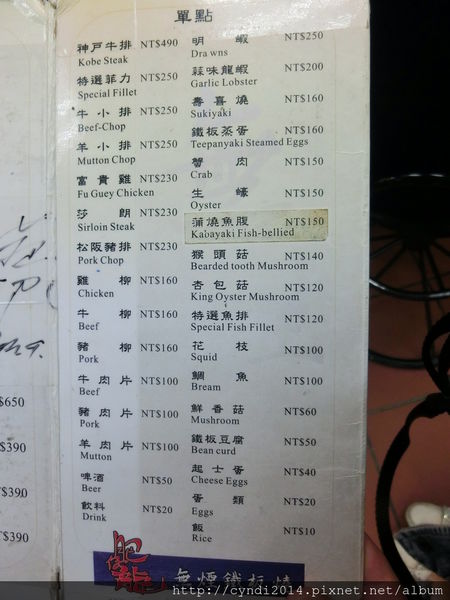 單點
神戶牛排 NT$490
Kobe Steak
特選菲力 NT$250
Special Fillet
牛小排 NT$250
Beef-Chop
羊小排 NT$250
Mutton Chop
富貴雞 NT$230
Fu Guey Chicken
莎朗 NT$230
Sirloin Steak
松阪豬排 NT$230
Pork Chop
雞柳 NT$160
Chicken
牛柳 NT$160
Beef
豬柳 NT$160
Pork
牛肉片 NT$100
Beef
豬肉片 NT$100
Pork
羊肉片 NT$100
Mutton
啤酒 NT$50
Beer
飲料 NT$20
Drink
明蝦 NT$250
Dra wns
蒜味龍蝦 NT$200
Garlic Lobster
壽喜燒 NT$160
Sukiyaki
鐵板蒸蛋 NT$160
Teepanyaki Steamed Eggs
蟹肉 NT$150
Crab
生蠔 NT$150
Oyster
蒲燒魚腹 NT$150
Kabayaki Fish-bellied
猴頭菇 NT$140
Bearded tooth Mushroom
杏包菇 NT$120
King Oyster Mushroom
特選魚排 NT$120
Special Fish Fillet
花枝 NT$100
Squid
鯛魚 NT$100
Bream
鮮香菇 NT$60
Mushroom
鐵板豆腐 NT$50
Bean curd
起士蛋 NT$40
Cheese Eggs
蛋類 NT$20
Eggs
飯 NT$10
Rice
$650
$390
$390
$390
無煙鐵板燒
http://cyndi2014.pixnet.net/album